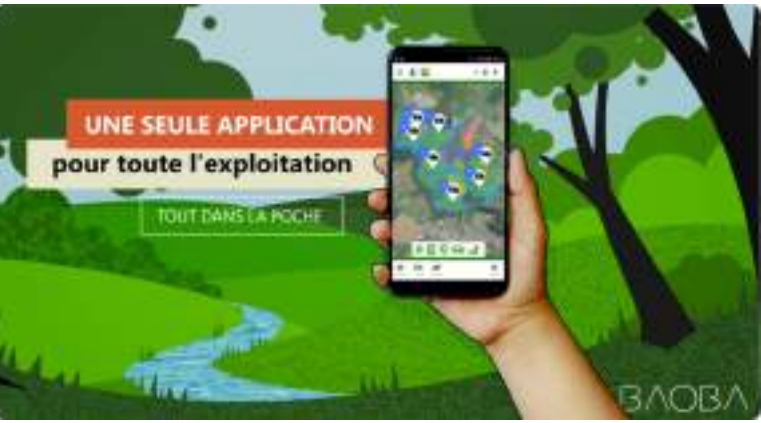 UNE SEULE APPLICATION
pour toute l'exploitation
TOUT DANS LA POCHE
BAOBA